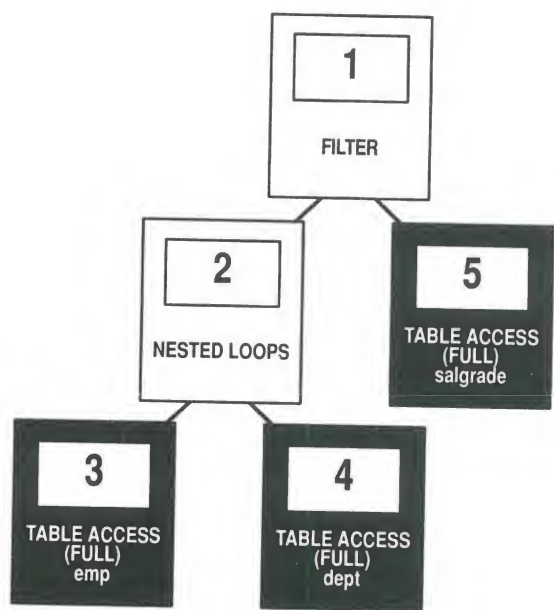 1
FILTER
2
NESTED LOOPS
5
TABLE ACCESS
(FULL)
salgrade
3
TABLE ACCESS
(FULL)
emp
4
TABLE ACCESS
(FULL)
dept